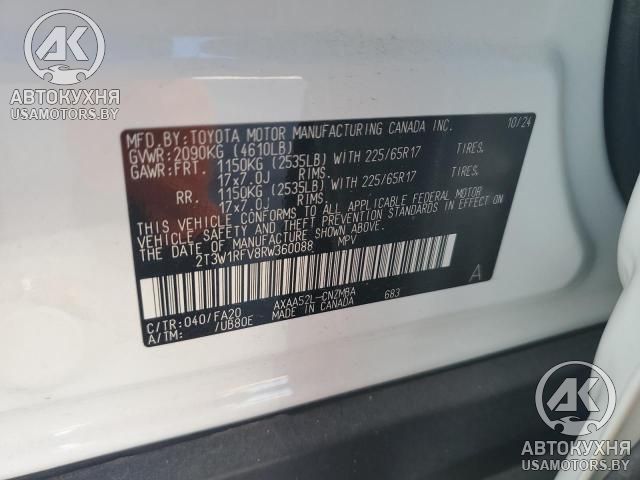 AK
АВТОКУХНЯ
USAMOTORS.BY
MFD. BY: TOYOTA MOTOR MANUFACTURING CANADA INC. 10/24
GVWR: 2090KG (4610LB)
GAWR: FRT. 1150KG (2535LB) WITH 225/65R17 TIRES.
17x7.0J RIMS.
RR. 1150KG (2535LB) WITH 225/65R17 TIRES.
17x7.0J RIMS.
THIS VEHICLE CONFORMS TO ALL APPLICABLE FEDERAL MOTOR
VEHICLE SAFETY AND THEFT PREVENTION STANDARDS IN EFFECT ON
THE DATE OF MANUFACTURE SHOWN ABOVE.
2T3W1RFV8RW360088 MPV
A
C/TR: 040/FA20 AXAA52L-CNZMBA 683
A/TM: /UB80E MADE IN CANADA
AK
АВТОКУХНЯ
USAMOTORS.BY